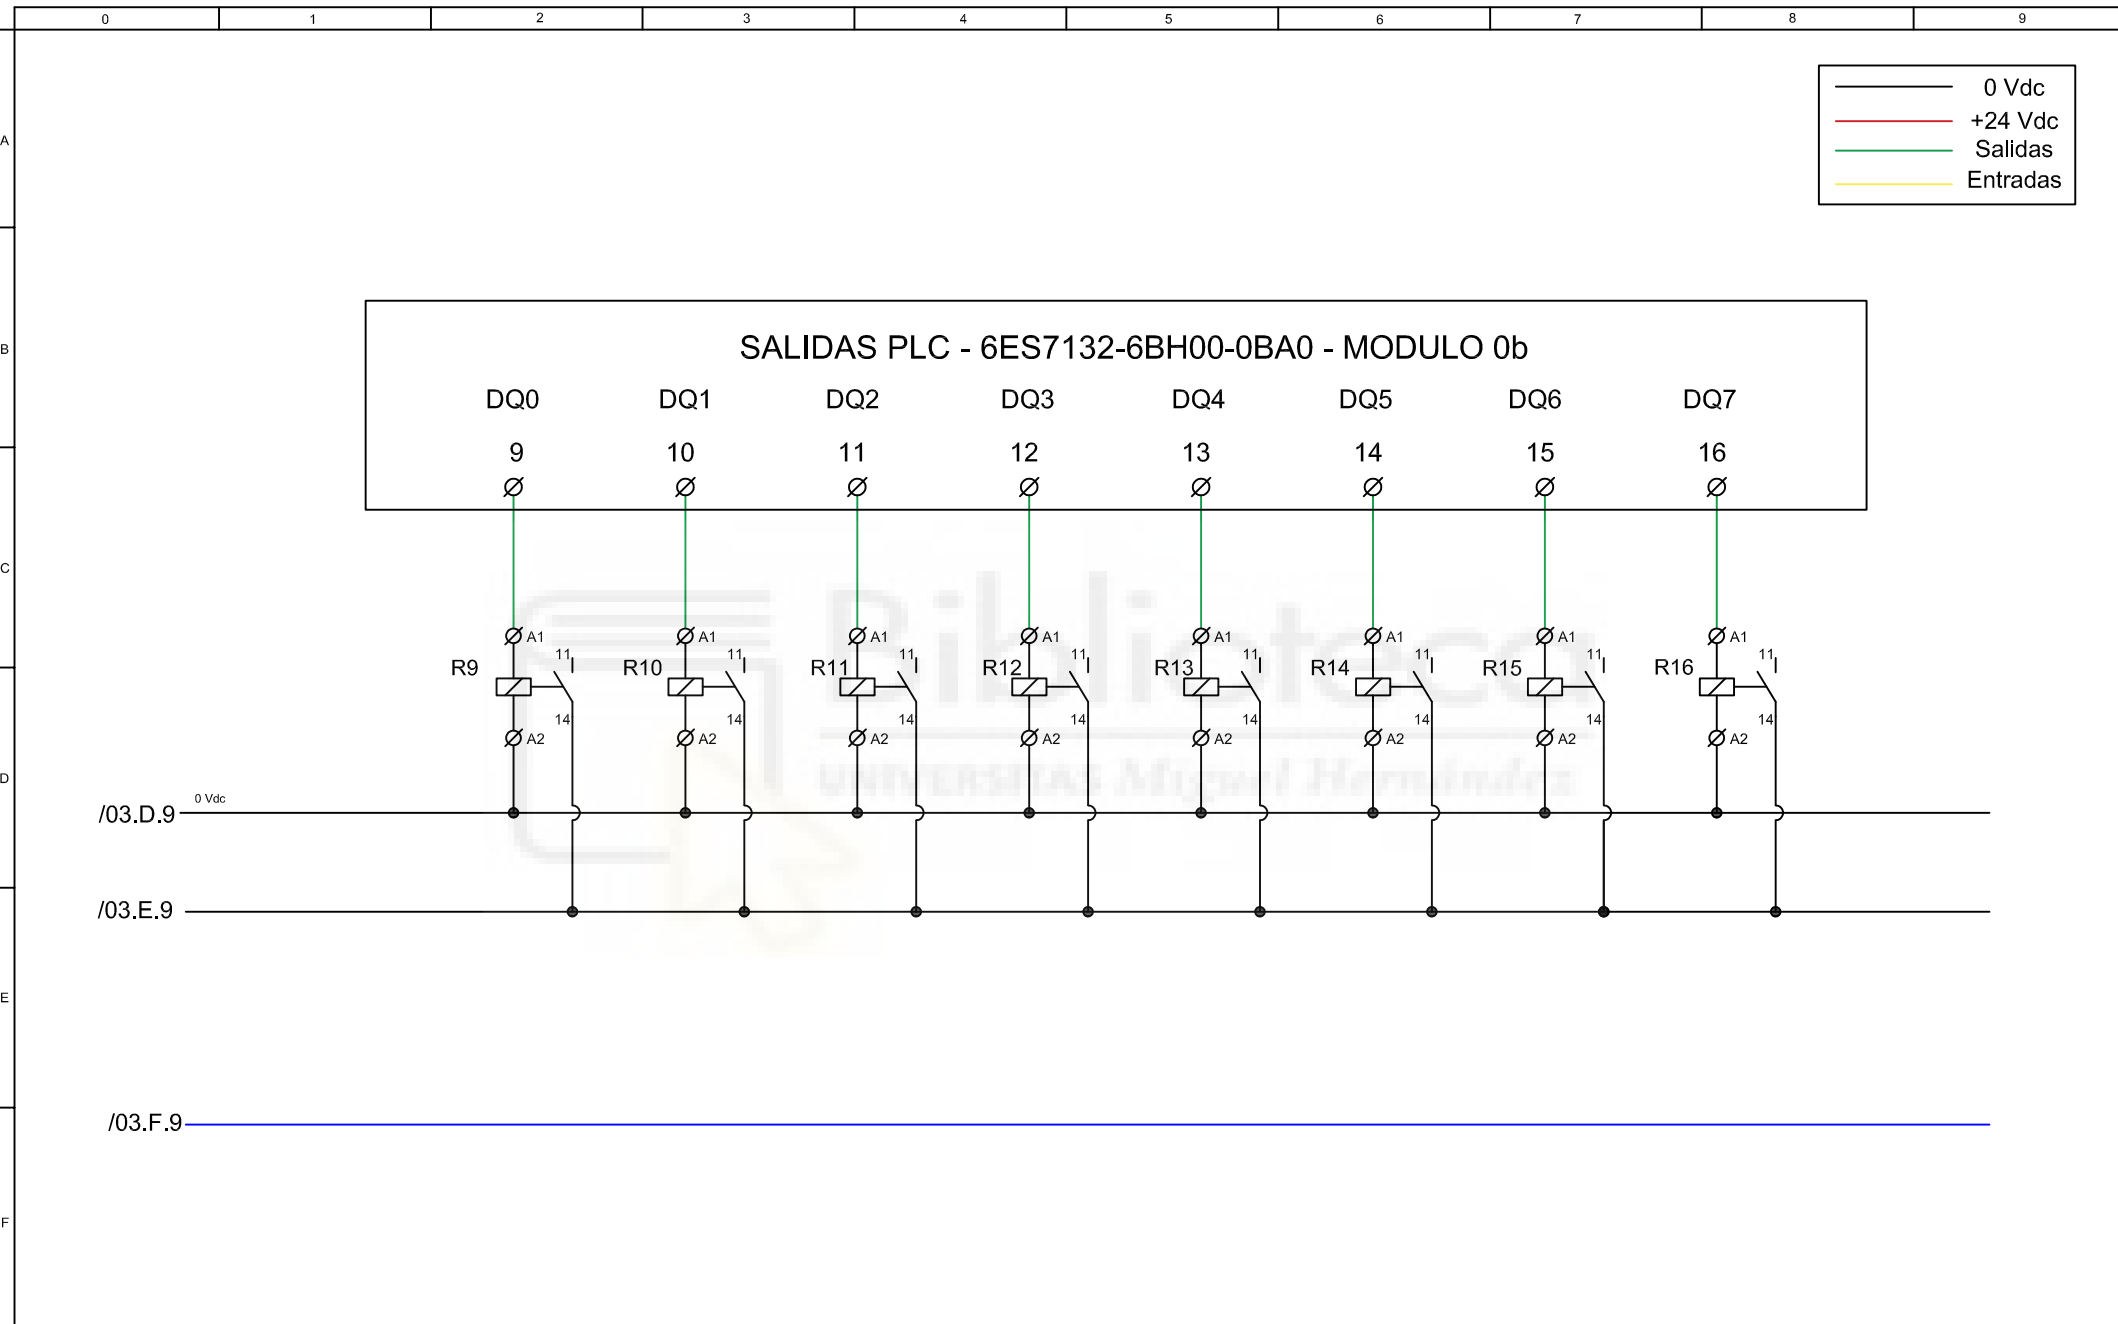 0 1 2 3 4 5 6 7 8 9
0 Vdc
+24 Vdc
A
Salidas
Entradas
B
SALIDAS PLC - 6ES7132-6BH00-0BA0 - MODULO 0b
DQ0 DQ1 DQ2 DQ3 DQ4 DQ5 DQ6 DQ7
9 10 11 12 13 14 15 16
C
Biblioteca
A1 A1 A1 A1 A1 A1 A1 A1
11 11 11 11 11 11 11 11
R9 R10 R11 R12 R13 R14 R15 R16
14 14 14 14 14 14 14 14
A2 A2 A2 A2 A2 A2 A2 A2
UNIVERSITAS Miguel Hernández
D
0 Vdc
/03.D.9
/03.E.9
E
/03.F.9
F